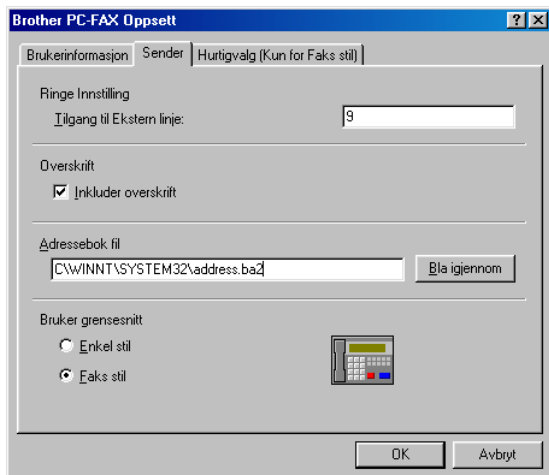 Brother PC-FAX Oppsett
Brukerinformasjon Sender Hurtigvalg (Kun for Faks stil)
Ringe Innstilling
Tilgang til Ekstern linje: 9
Overskrift
Inkluder overskrift
Adressebok fil
C\WINNT\SYSTEM32\address.ba2 Bla igjennom
Bruker grensesnitt
Enkel stil
Faks stil
OK Avbryt